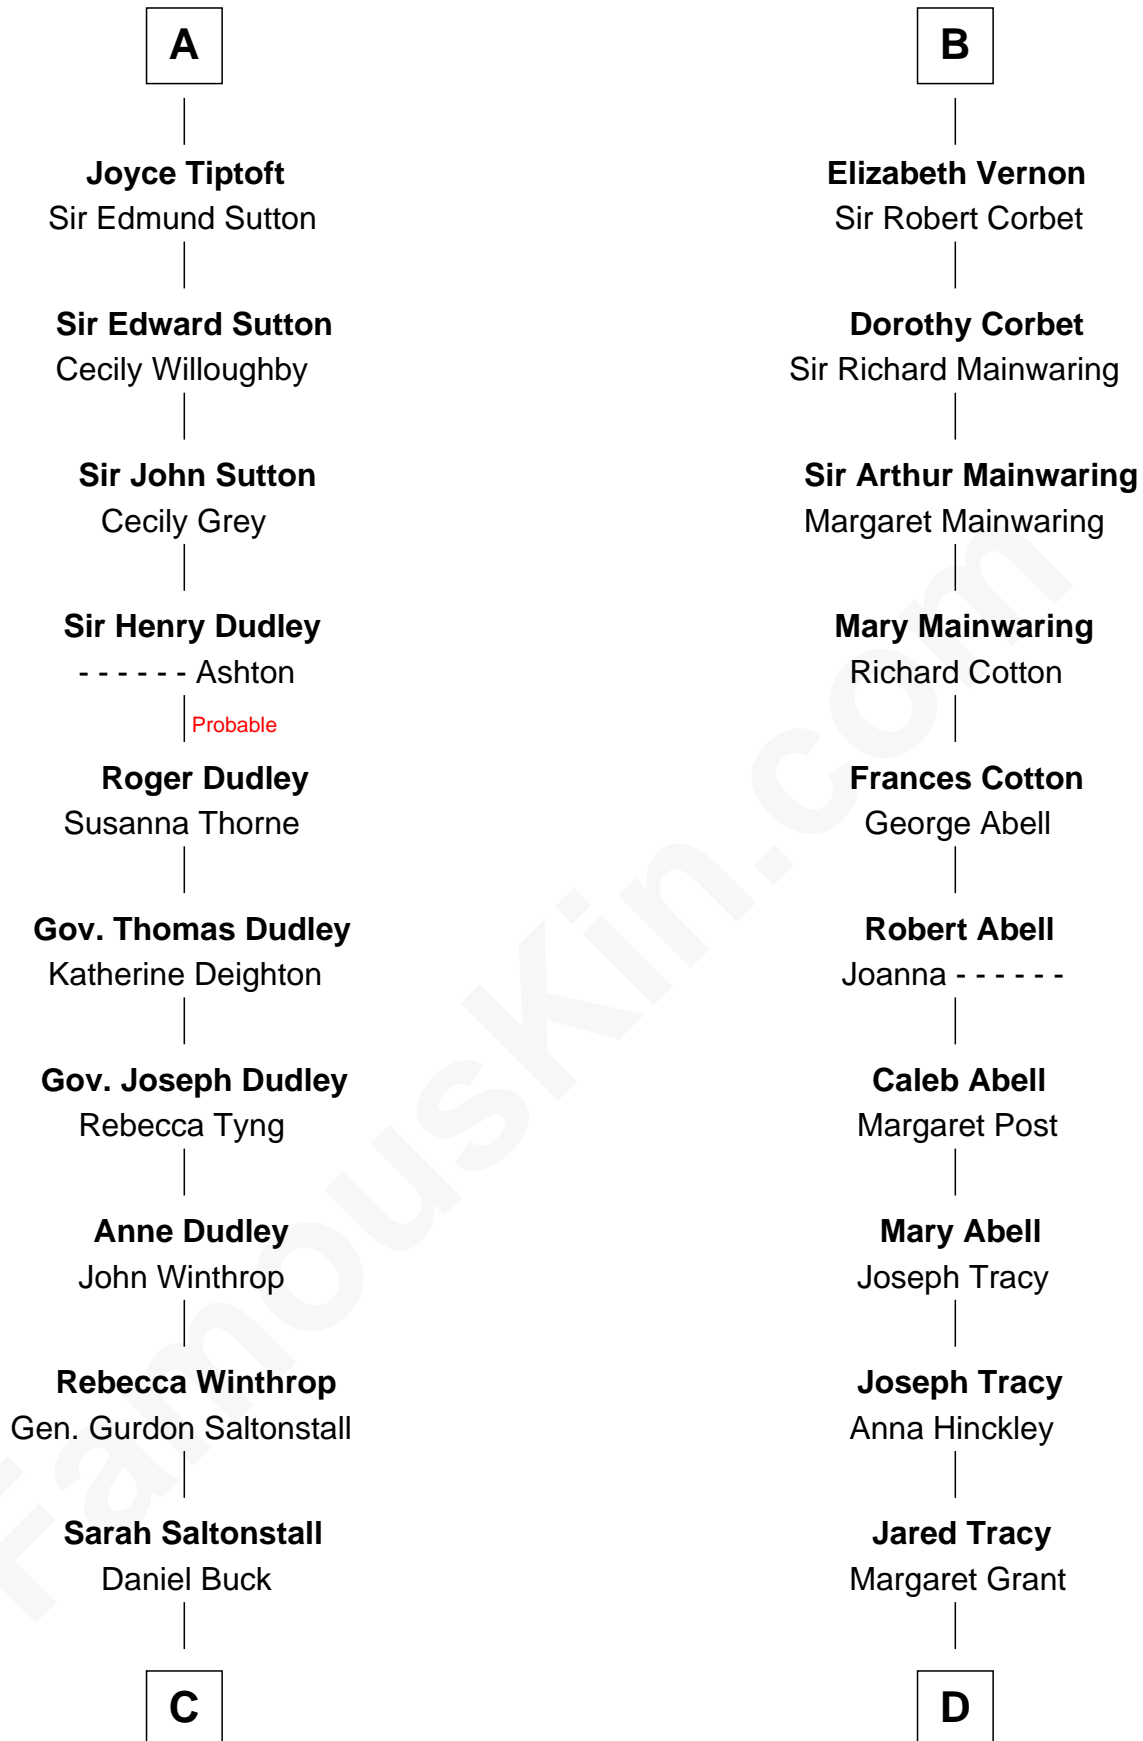 A
Joyce Tiptoft
Sir Edmund Sutton
Sir Edward Sutton
Cecily Willoughby
Sir John Sutton
Cecily Grey
Sir Henry Dudley
- - - - - - Ashton
Probable
Roger Dudley
Susanna Thorne
Gov. Thomas Dudley
Katherine Deighton
Gov. Joseph Dudley
Rebecca Tyng
Anne Dudley
John Winthrop
Rebecca Winthrop
Gen. Gurdon Saltonstall
Sarah Saltonstall
Daniel Buck
C
B
Elizabeth Vernon
Sir Robert Corbet
Dorothy Corbet
Sir Richard Mainwaring
Sir Arthur Mainwaring
Margaret Mainwaring
Mary Mainwaring
Richard Cotton
Frances Cotton
George Abell
Robert Abell
Joanna - - - - - -
Caleb Abell
Margaret Post
Mary Abell
Joseph Tracy
Joseph Tracy
Anna Hinckley
Jared Tracy
Margaret Grant
D
FamousKin.com